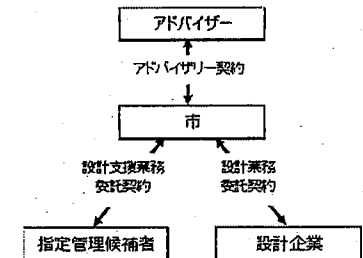 アドバイザー
アドバイザリー契約
市
設計支援業務
委託契約
設計業務
委託契約
指定管理候補者
設計企業